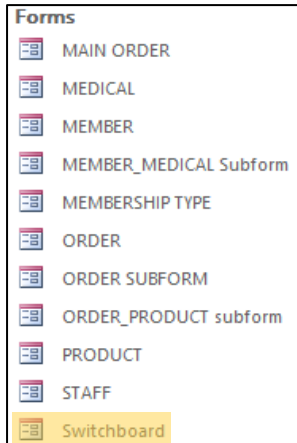 Forms
MAIN ORDER
MEDICAL
MEMBER
MEMBER_MEDICAL Subform
MEMBERSHIP TYPE
ORDER
ORDER SUBFORM
ORDER_PRODUCT subform
PRODUCT
STAFF
Switchboard